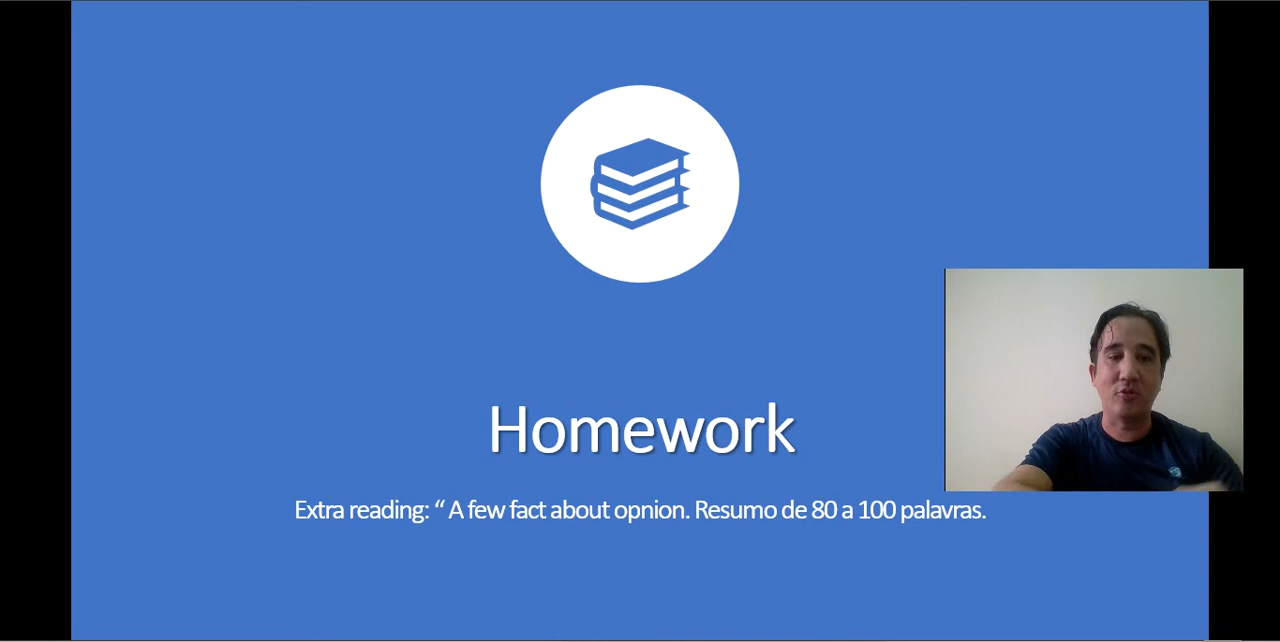 Homework
Extra reading: “ A few fact about opnion. Resumo de 80 a 100 palavras.